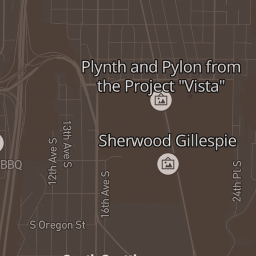 Plynth and Pylon from
the Project "Vista"
Sherwood Gillespie
BBQ
12th Ave S
13th Ave S
16th Ave S
24th Pl S
S Oregon St